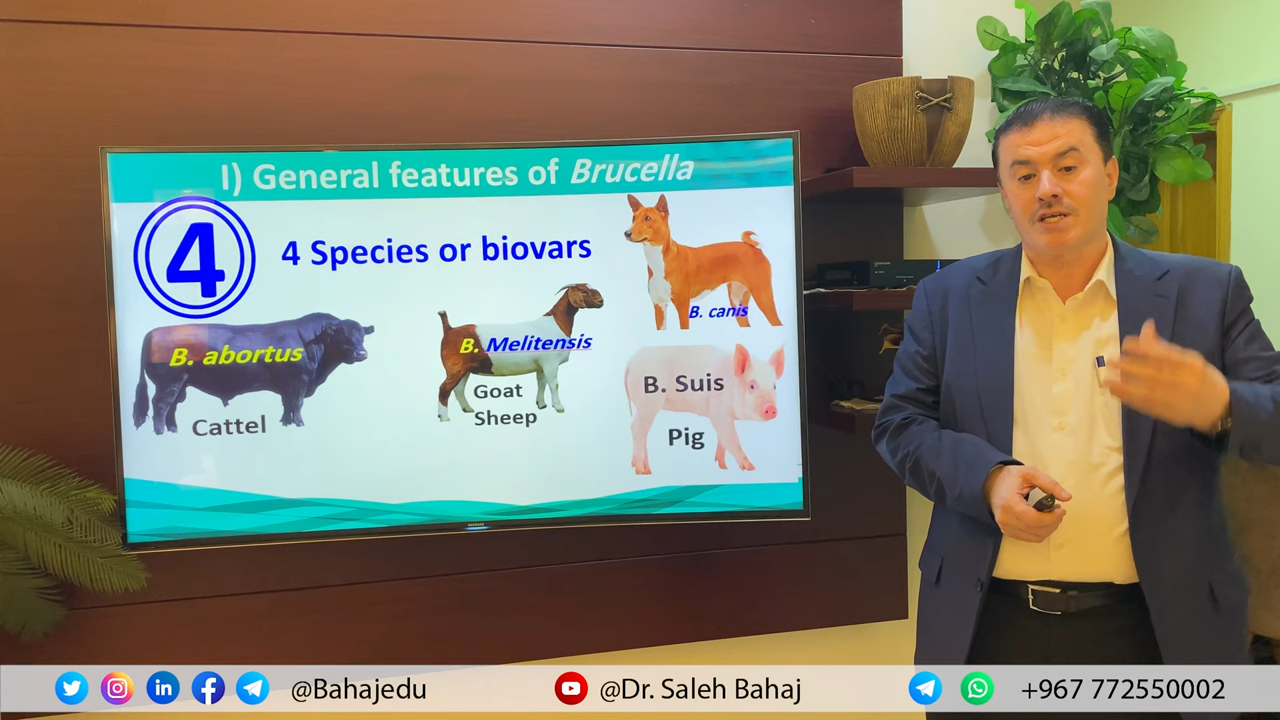 I) General features of Brucella
4
4 Species or biovars
B. abortus
Cattel
B. Melitensis
Goat
Sheep
B. canis
B. Suis
Pig
@Bahajedu
@Dr. Saleh Bahaj
+967 772550002